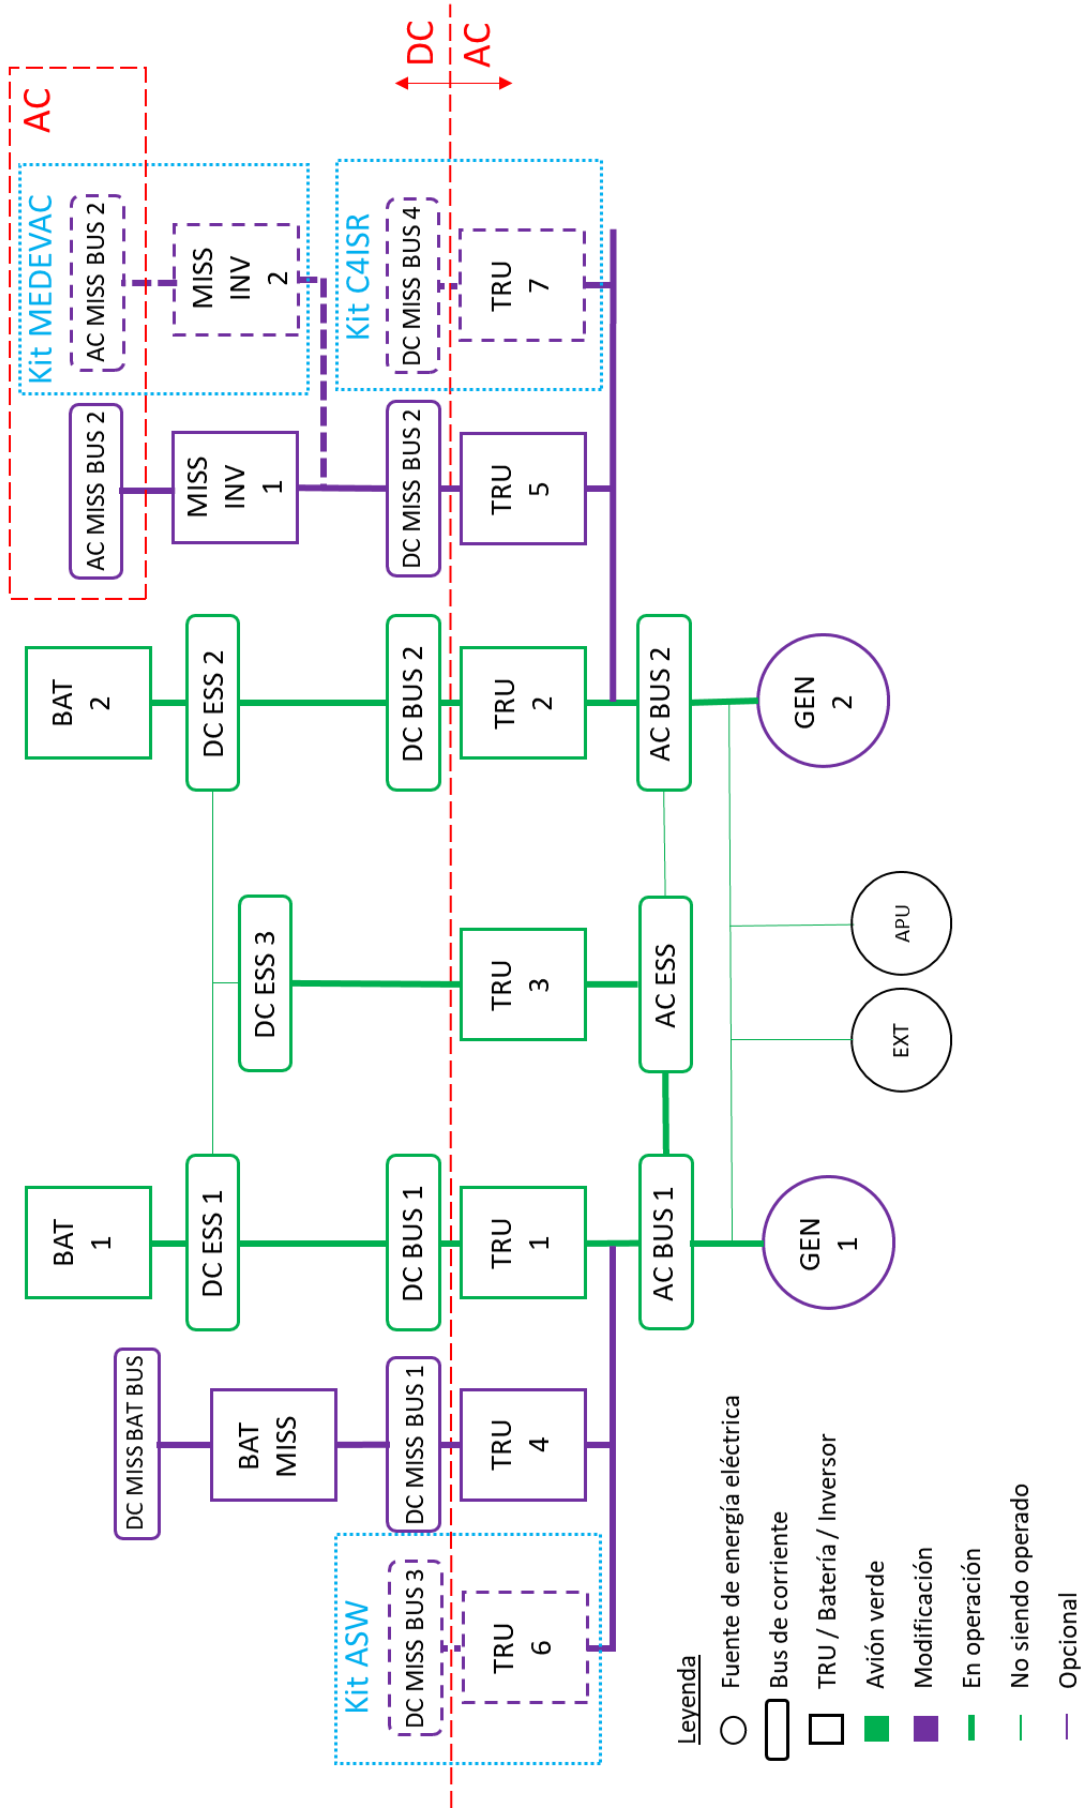 AC
DC
AC
Kit MEDEVAC
AC MISS BUS 2
AC MISS BUS 2
MISS
INV
1
MISS
INV
2
Kit C4ISR
DC MISS BUS 4
DC MISS BUS 2
TRU
5
TRU
7
BAT
1
BAT
2
DC ESS 1
DC ESS 2
DC ESS 3
DC BUS 1
DC BUS 2
TRU
1
TRU
3
TRU
2
DC MISS BAT BUS
BAT
MISS
DC MISS BUS 1
TRU
4
Kit ASW
DC MISS BUS 3
TRU
6
AC BUS 1
AC ESS
AC BUS 2
GEN
1
EXT
APU
GEN
2
Leyenda
Fuente de energía eléctrica
Bus de corriente
TRU / Batería / Inversor
Avión verde
Modificación
En operación
No siendo operado
Opcional